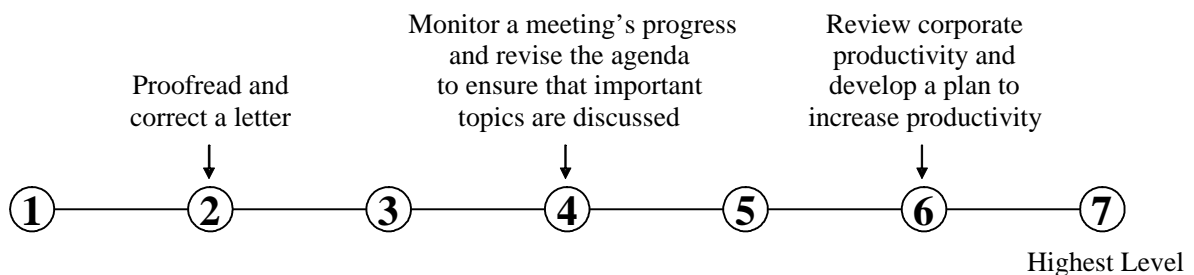 Proofread and
correct a letter
Monitor a meeting’s progress
and revise the agenda
to ensure that important
topics are discussed
Review corporate
productivity and
develop a plan to
increase productivity
1 2 3 4 5 6 7
Highest Level